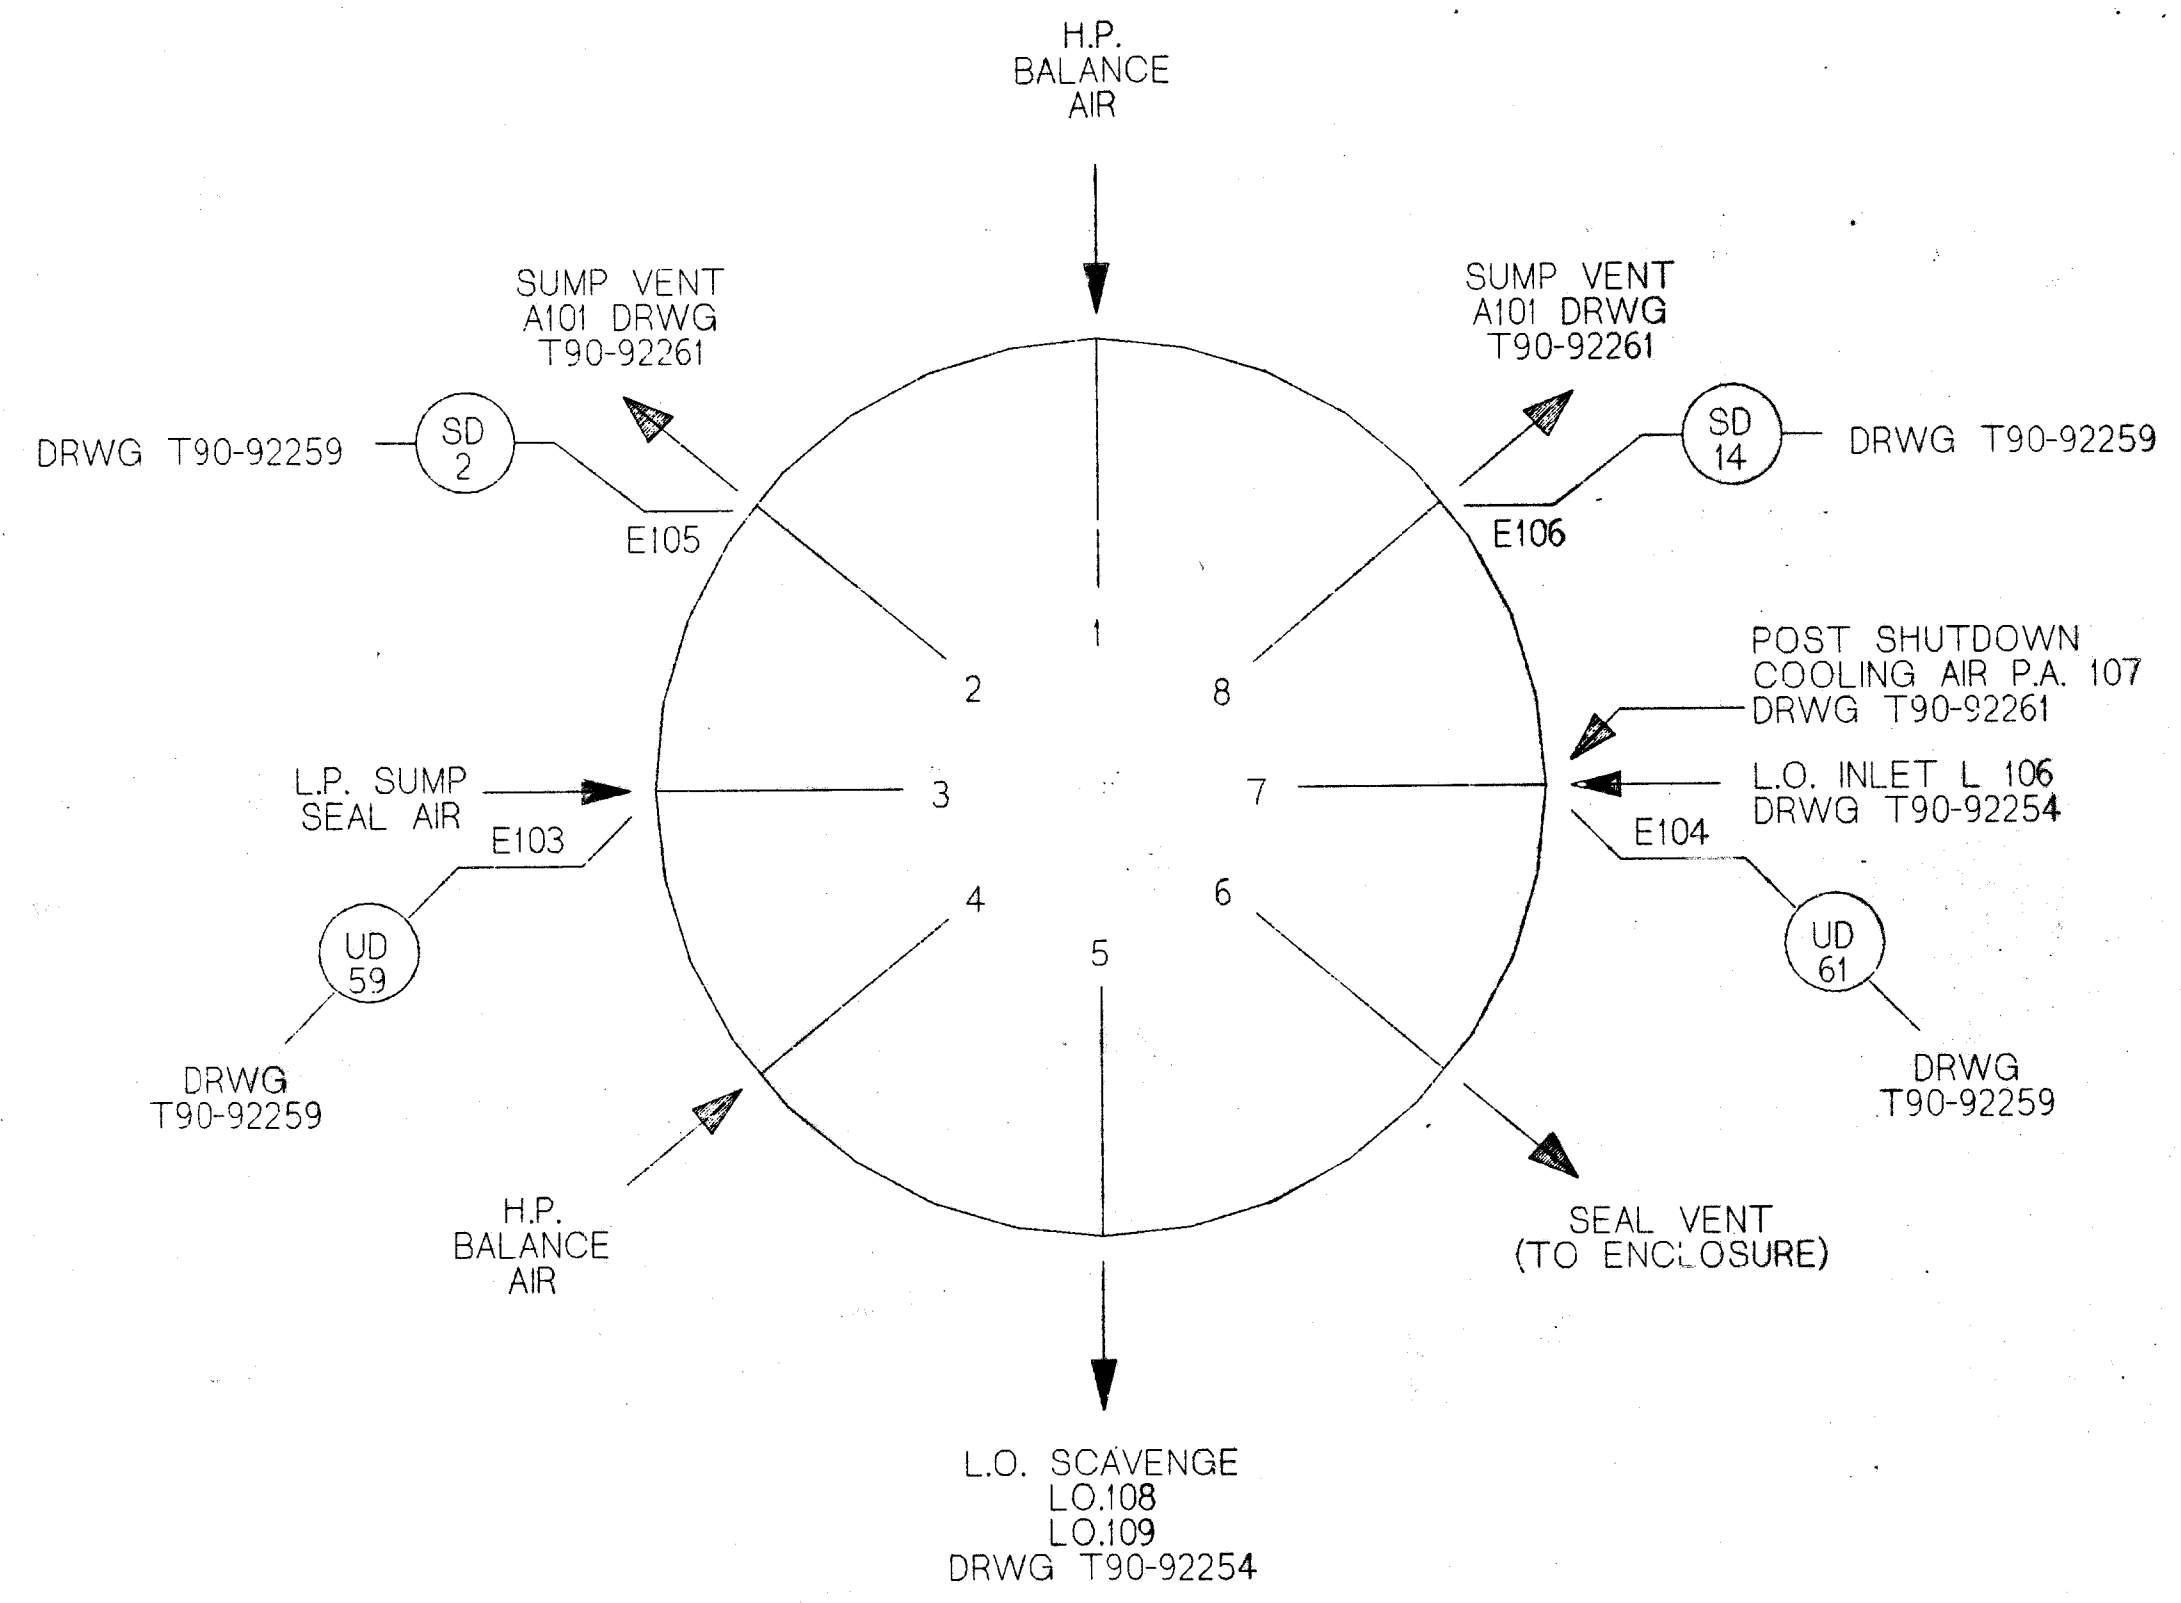 H.P.
BALANCE
AIR
SUMP VENT
A101 DRWG
T90-92261
SUMP VENT
A101 DRWG
T90-92261
DRWG T90-92259
SD
2
E105
SD
14
DRWG T90-92259
E106
1
2
8
POST SHUTDOWN
COOLING AIR P.A. 107
DRWG T90-92261
L.P. SUMP
SEAL AIR
3
7
L.O. INLET L 106
DRWG T90-92254
E103
E104
4
6
5
UD
59
UD
61
DRWG
T90-92259
DRWG
T90-92259
H.P.
BALANCE
AIR
SEAL VENT
(TO ENCLOSURE)
L.O. SCAVENGE
LO.108
LO.109
DRWG T90-92254